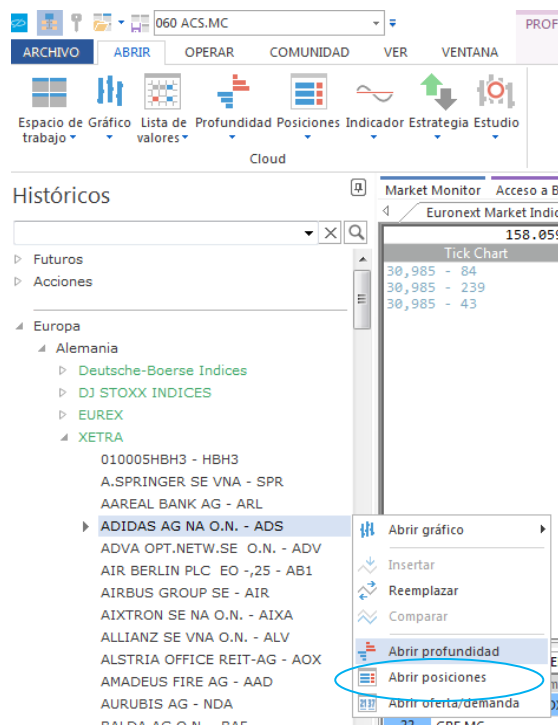 060 ACS.MC
PROF
ARCHIVO ABRIR OPERAR COMUNIDAD VER VENTANA
Espacio de trabajo Gráfico Lista de valores Profundidad Posiciones Indicador Estrategia Estudio
Cloud
Históricos
Market Monitor Acceso a B
Euronext Market Indic
158.059
Tick Chart
30,985 - 84
30,985 - 239
30,985 - 43
Futuros
Acciones
Europa
Alemania
Deutsche-Boerse Indices
DJ STOXX INDICES
EUREX
XETRA
010005HBH3 - HBH3
A.SPRINGER SE VNA - SPR
AAREAL BANK AG - ARL
ADIDAS AG NA O.N. - ADS
ADVA OPT.NETW.SE O.N. - ADV
AIR BERLIN PLC EO -,25 - AB1
AIRBUS GROUP SE - AIR
AIXTRON SE NA O.N. - AIXA
ALLIANZ SE VNA O.N. - ALV
ALSTRIA OFFICE REIT-AG - AOX
AMADEUS FIRE AG - AAD
AURUBIS AG - NDA
Abrir gráfico
Insertar
Reemplazar
Comparar
Abrir profundidad
Abrir posiciones
Abrir oferta/demanda